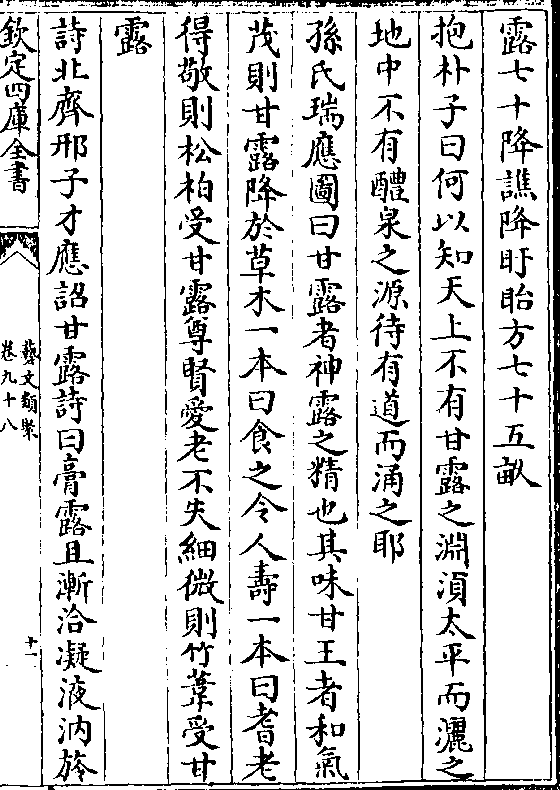 露七十降譙降盱眙方七十五畝
抱朴子曰何以知天上不有甘露之淵湏太平而灑之
地中不有醴泉之源待有道而涌之耶
孫氏瑞應圖曰甘露者神露之精也其味甘王者和氣
茂則甘露降於草木一本曰食之令人壽一本曰耆老
得敬則松柏受甘露尊賢愛老不失細微則竹葦受甘
露
詩北齊邢子才應詔甘露詩曰膏露且漸洽凝液汭旍
欽定四庫全書
藝文類聚
卷九十八
十一